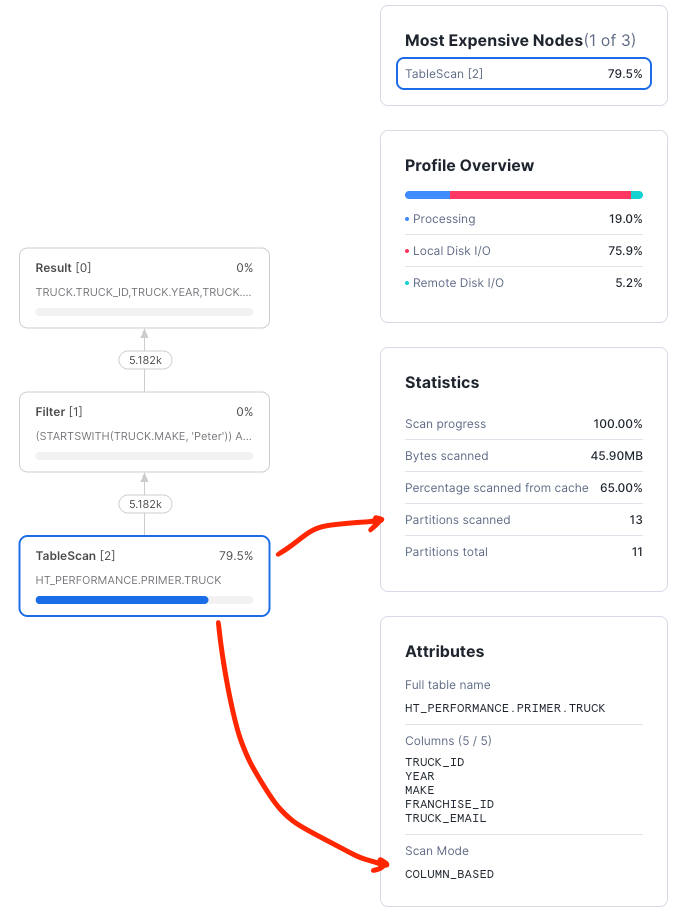 Most Expensive Nodes(1 of 3)
TableScan [2] 79.5%
Profile Overview
Processing 19.0%
Local Disk I/O 75.9%
Remote Disk I/O 5.2%
Result [0] 0%
TRUCK.TRUCK_ID,TRUCK.YEAR,TRUCK....
5.182k
Filter [1] 0%
(STARTSWITH(TRUCK.MAKE, 'Peter')) A...
5.182k
TableScan [2] 79.5%
HT_PERFORMANCE.PRIMER.TRUCK
Statistics
Scan progress 100.00%
Bytes scanned 45.90MB
Percentage scanned from cache 65.00%
Partitions scanned 13
Partitions total 11
Attributes
Full table name
HT_PERFORMANCE.PRIMER.TRUCK
Columns (5 / 5)
TRUCK_ID
YEAR
MAKE
FRANCHISE_ID
TRUCK_EMAIL
Scan Mode
COLUMN_BASED